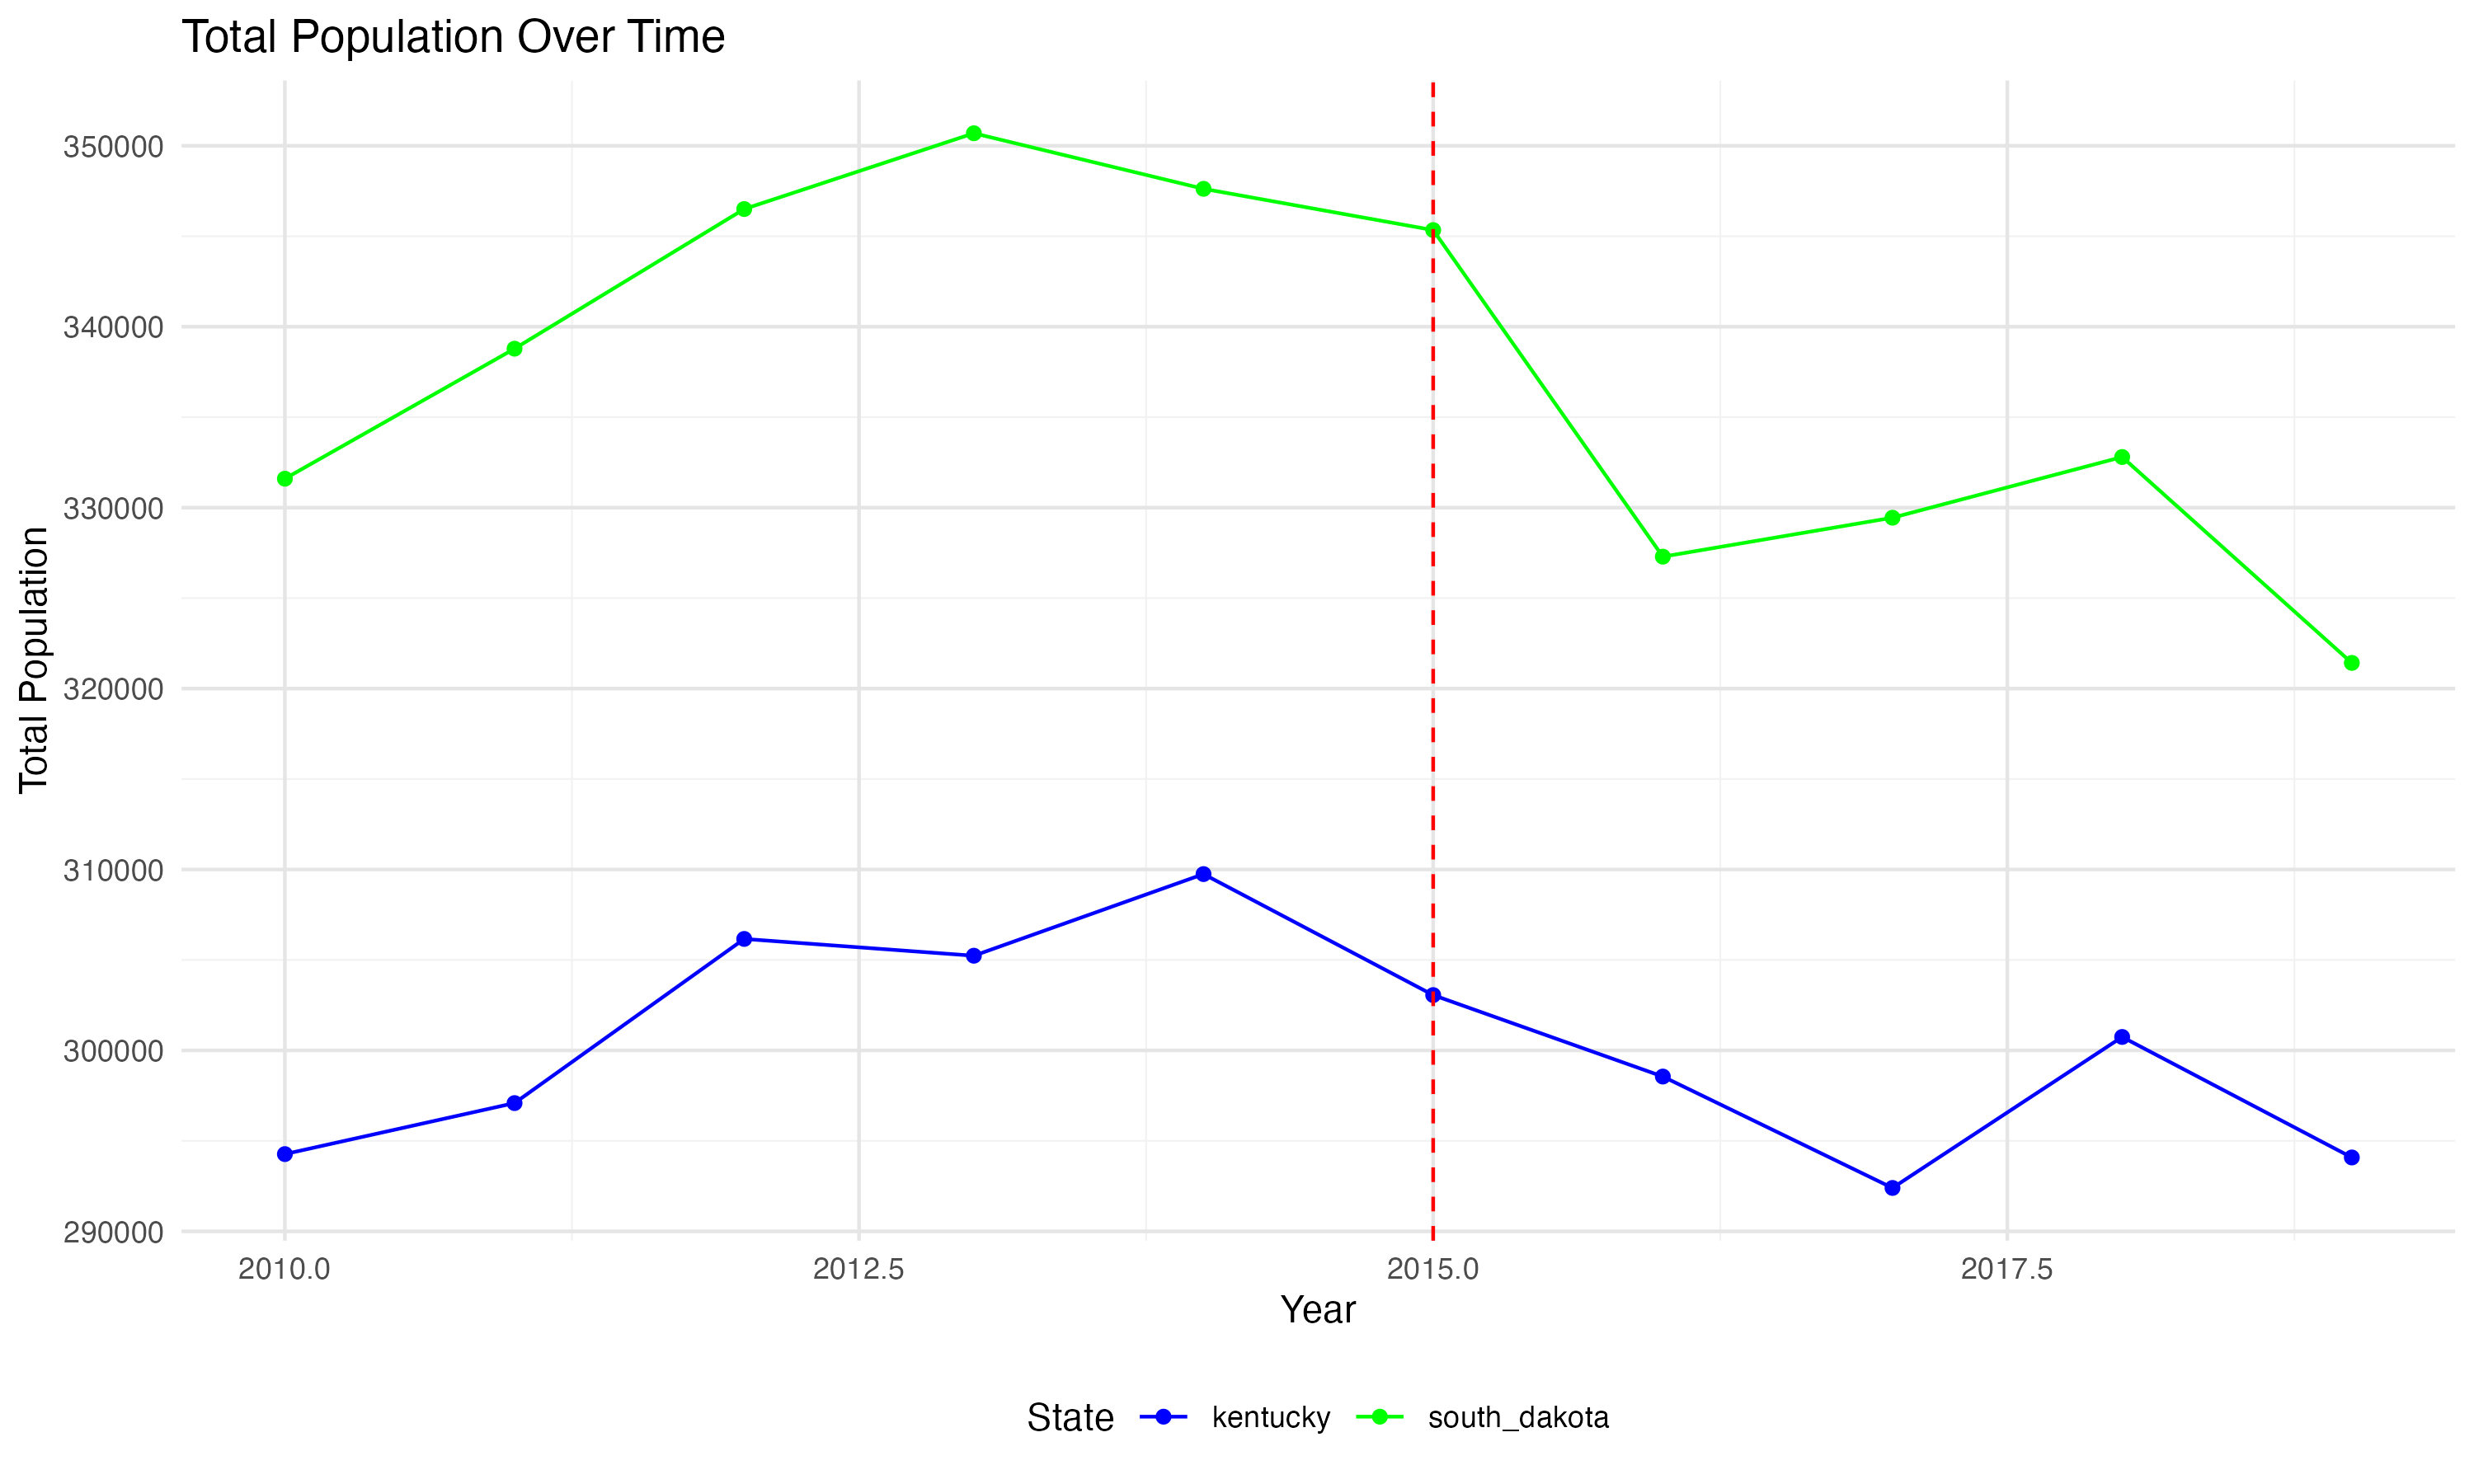 Total Population Over Time
Total Population
350000
340000
330000
320000
310000
300000
290000
2010.0 2012.5 2015.0 2017.5
Year
State kentucky south_dakota